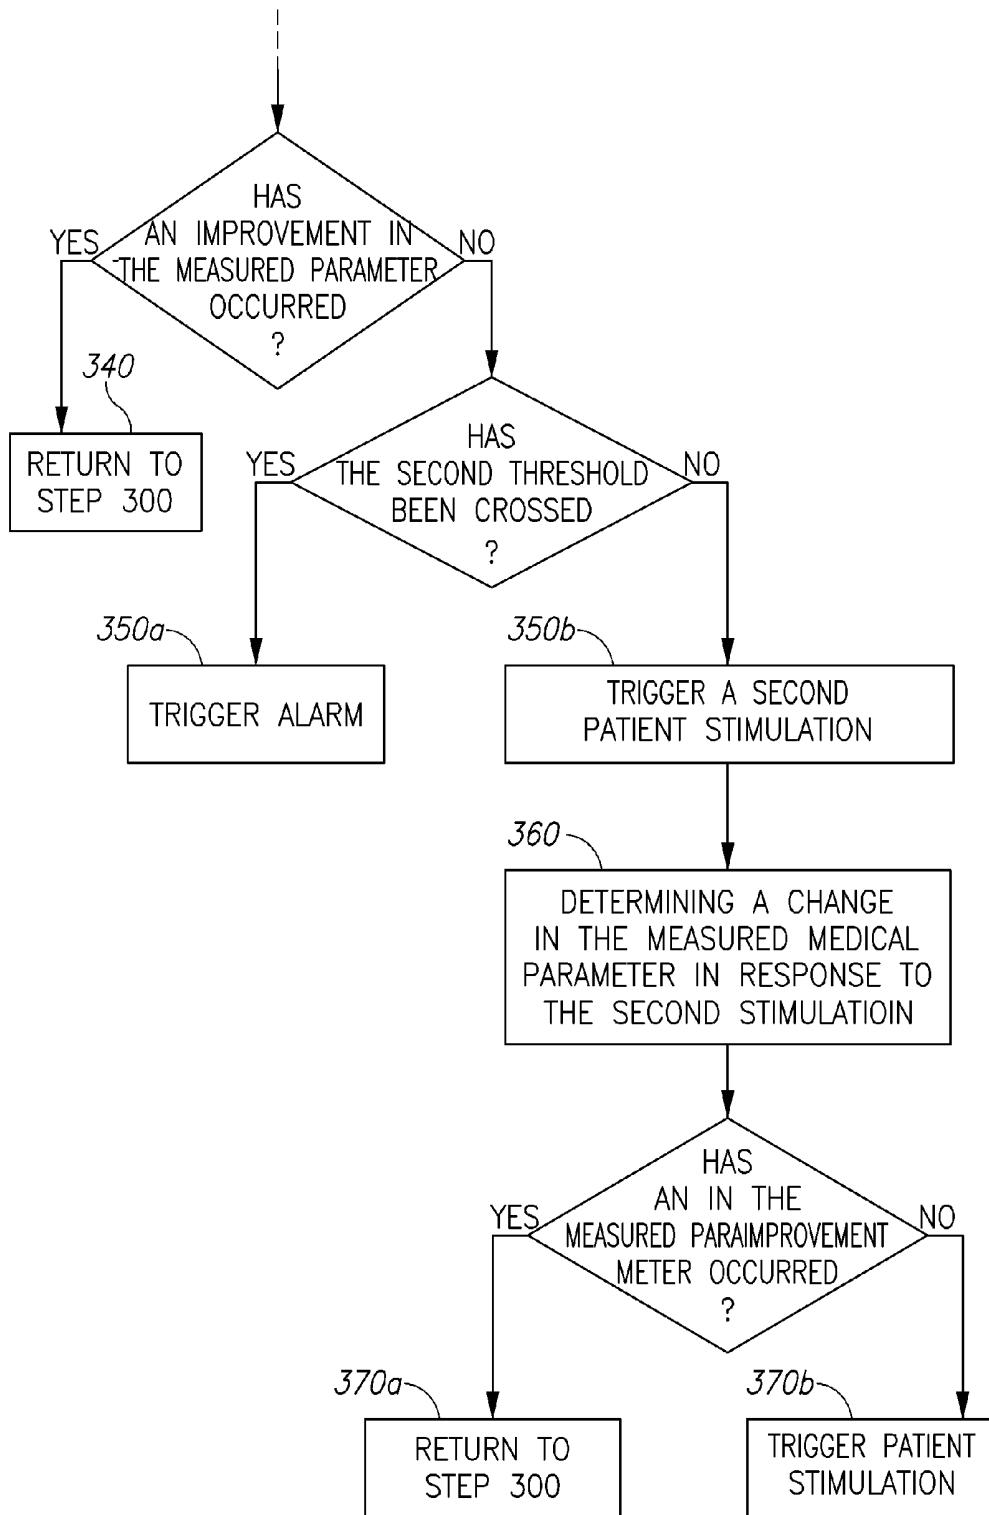 HAS
AN IMPROVEMENT IN
THE MEASURED PARAMETER
OCCURRED
?
YES
NO
340
RETURN TO
STEP 300
HAS
THE SECOND THRESHOLD
BEEN CROSSED
?
YES
NO
350a
TRIGGER ALARM
350b
TRIGGER A SECOND
PATIENT STIMULATION
360
DETERMINING A CHANGE
IN THE MEASURED MEDICAL
PARAMETER IN RESPONSE TO
THE SECOND STIMULATIOIN
HAS
AN IN THE
MEASURED PARAIMPROVEMENT
METER OCCURRED
?
YES
NO
370a
RETURN TO
STEP 300
370b
TRIGGER PATIENT
STIMULATION